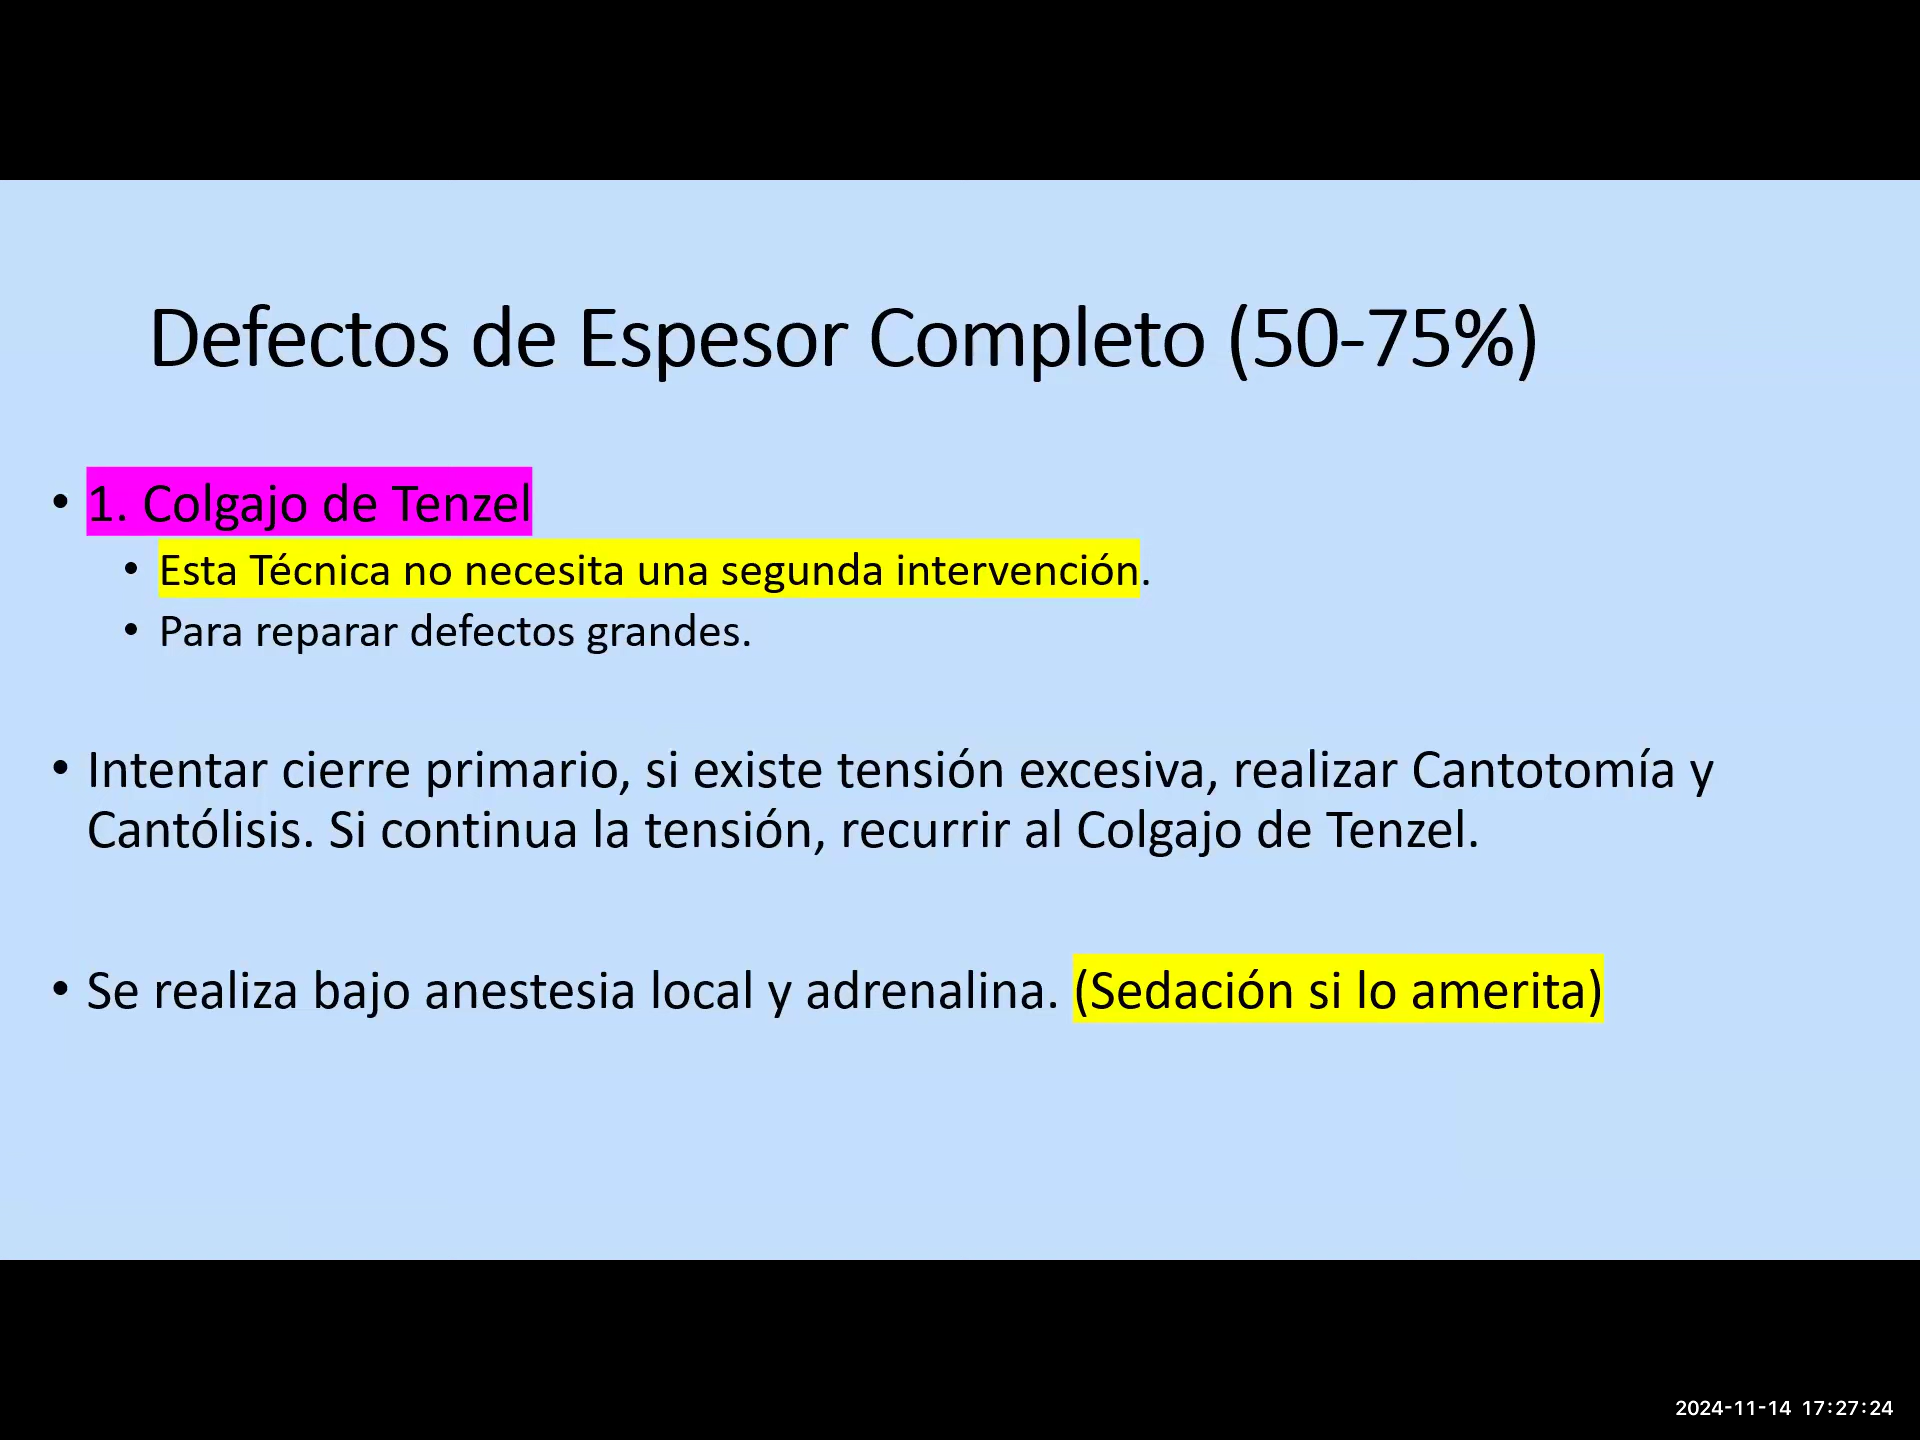 Defectos de Espesor Completo (50-75%)
• 1. Colgajo de Tenzel
• Esta Técnica no necesita una segunda intervención.
• Para reparar defectos grandes.
• Intentar cierre primario, si existe tensión excesiva, realizar Cantotomía y
Cantólisis. Si continua la tensión, recurrir al Colgajo de Tenzel.
• Se realiza bajo anestesia local y adrenalina. (Sedación si lo amerita)
2024-11-14 17:27:24